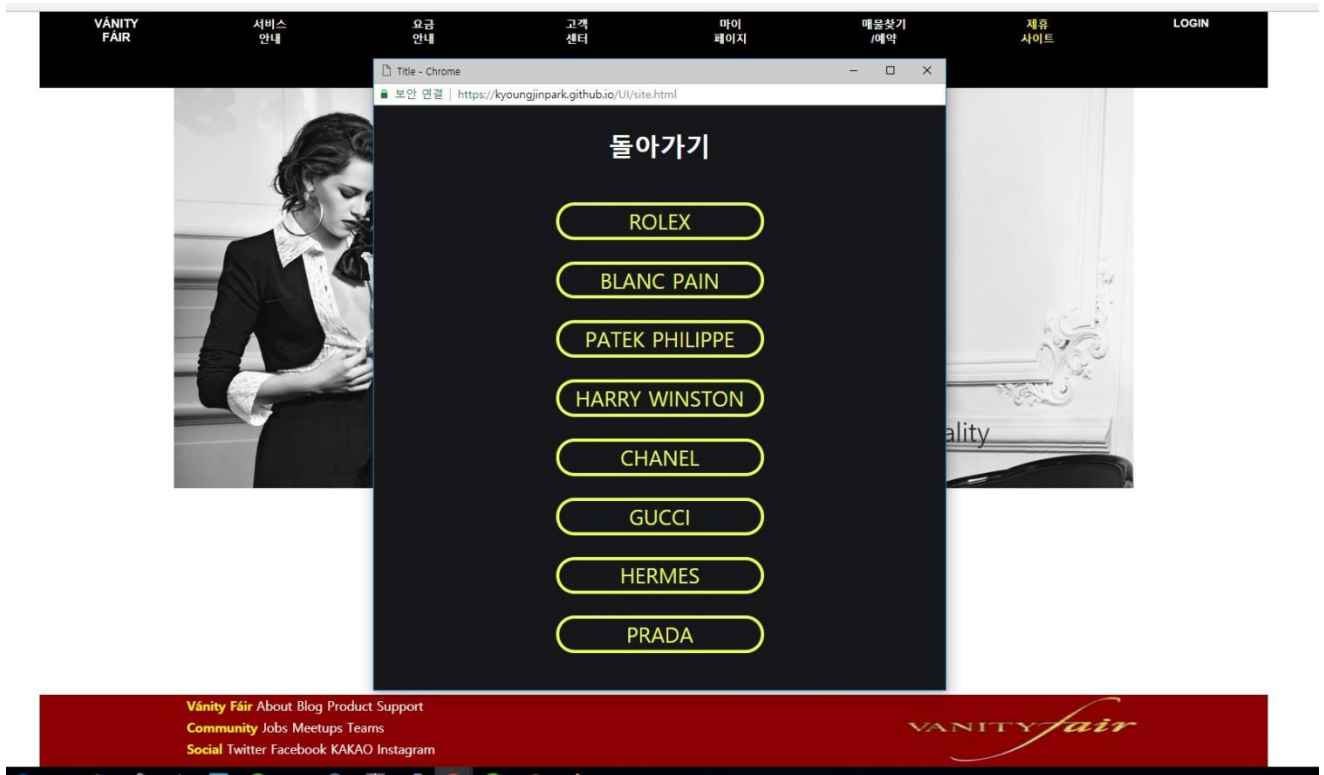 VÁNITY
FÁIR
서비스
안내
요금
안내
고객
센터
마이
페이지
매물찾기
/예약
제휴
사이트
LOGIN
Title - Chrome
보안 연결 | https://kyoungjinpark.github.io/UI/site.html
돌아가기
ROLEX
BLANC PAIN
PATEK PHILIPPE
HARRY WINSTON
CHANEL
GUCCI
HERMES
PRADA
ality
Vánity Fáir About Blog Product Support
Community Jobs Meetups Teams
Social Twitter Facebook KAKAO Instagram
VANITY fair